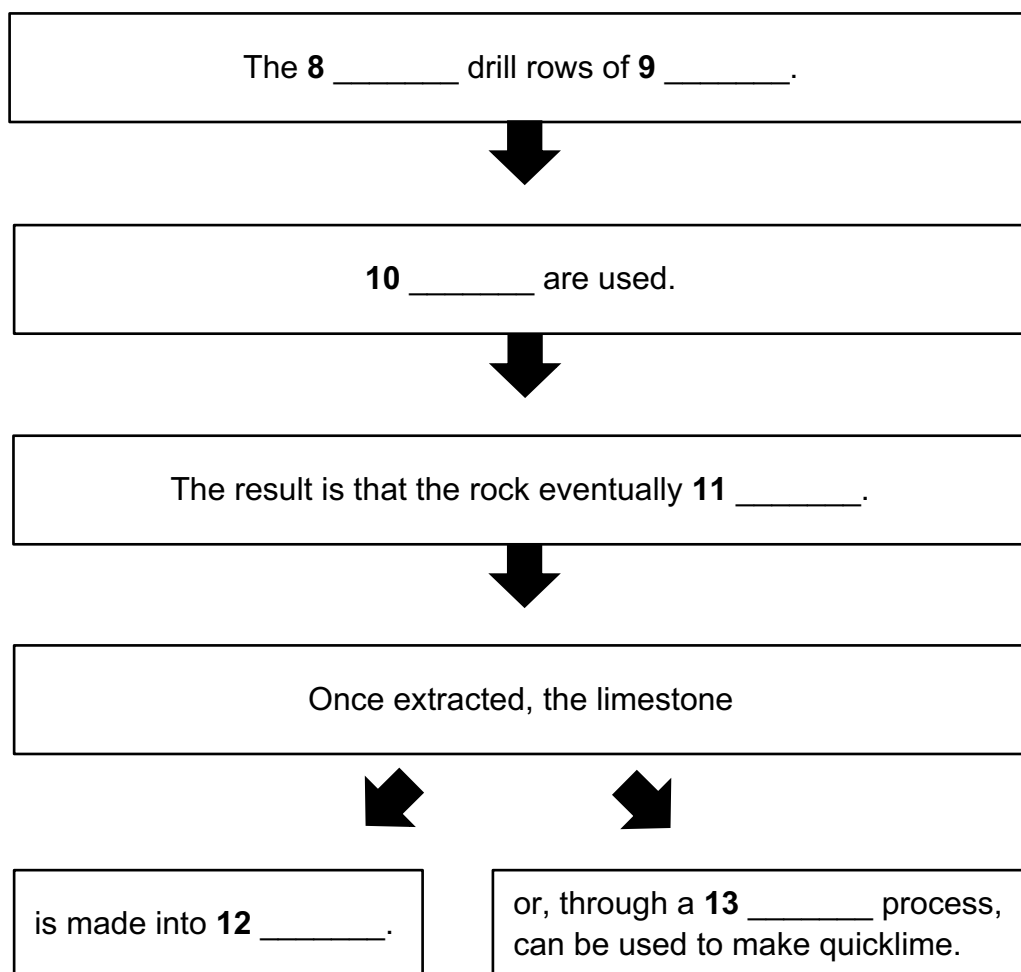 The 8 _______ drill rows of 9 _______.
10 _______ are used.
The result is that the rock eventually 11 _______.
Once extracted, the limestone
is made into 12 _______.
or, through a 13 _______ process,
can be used to make quicklime.